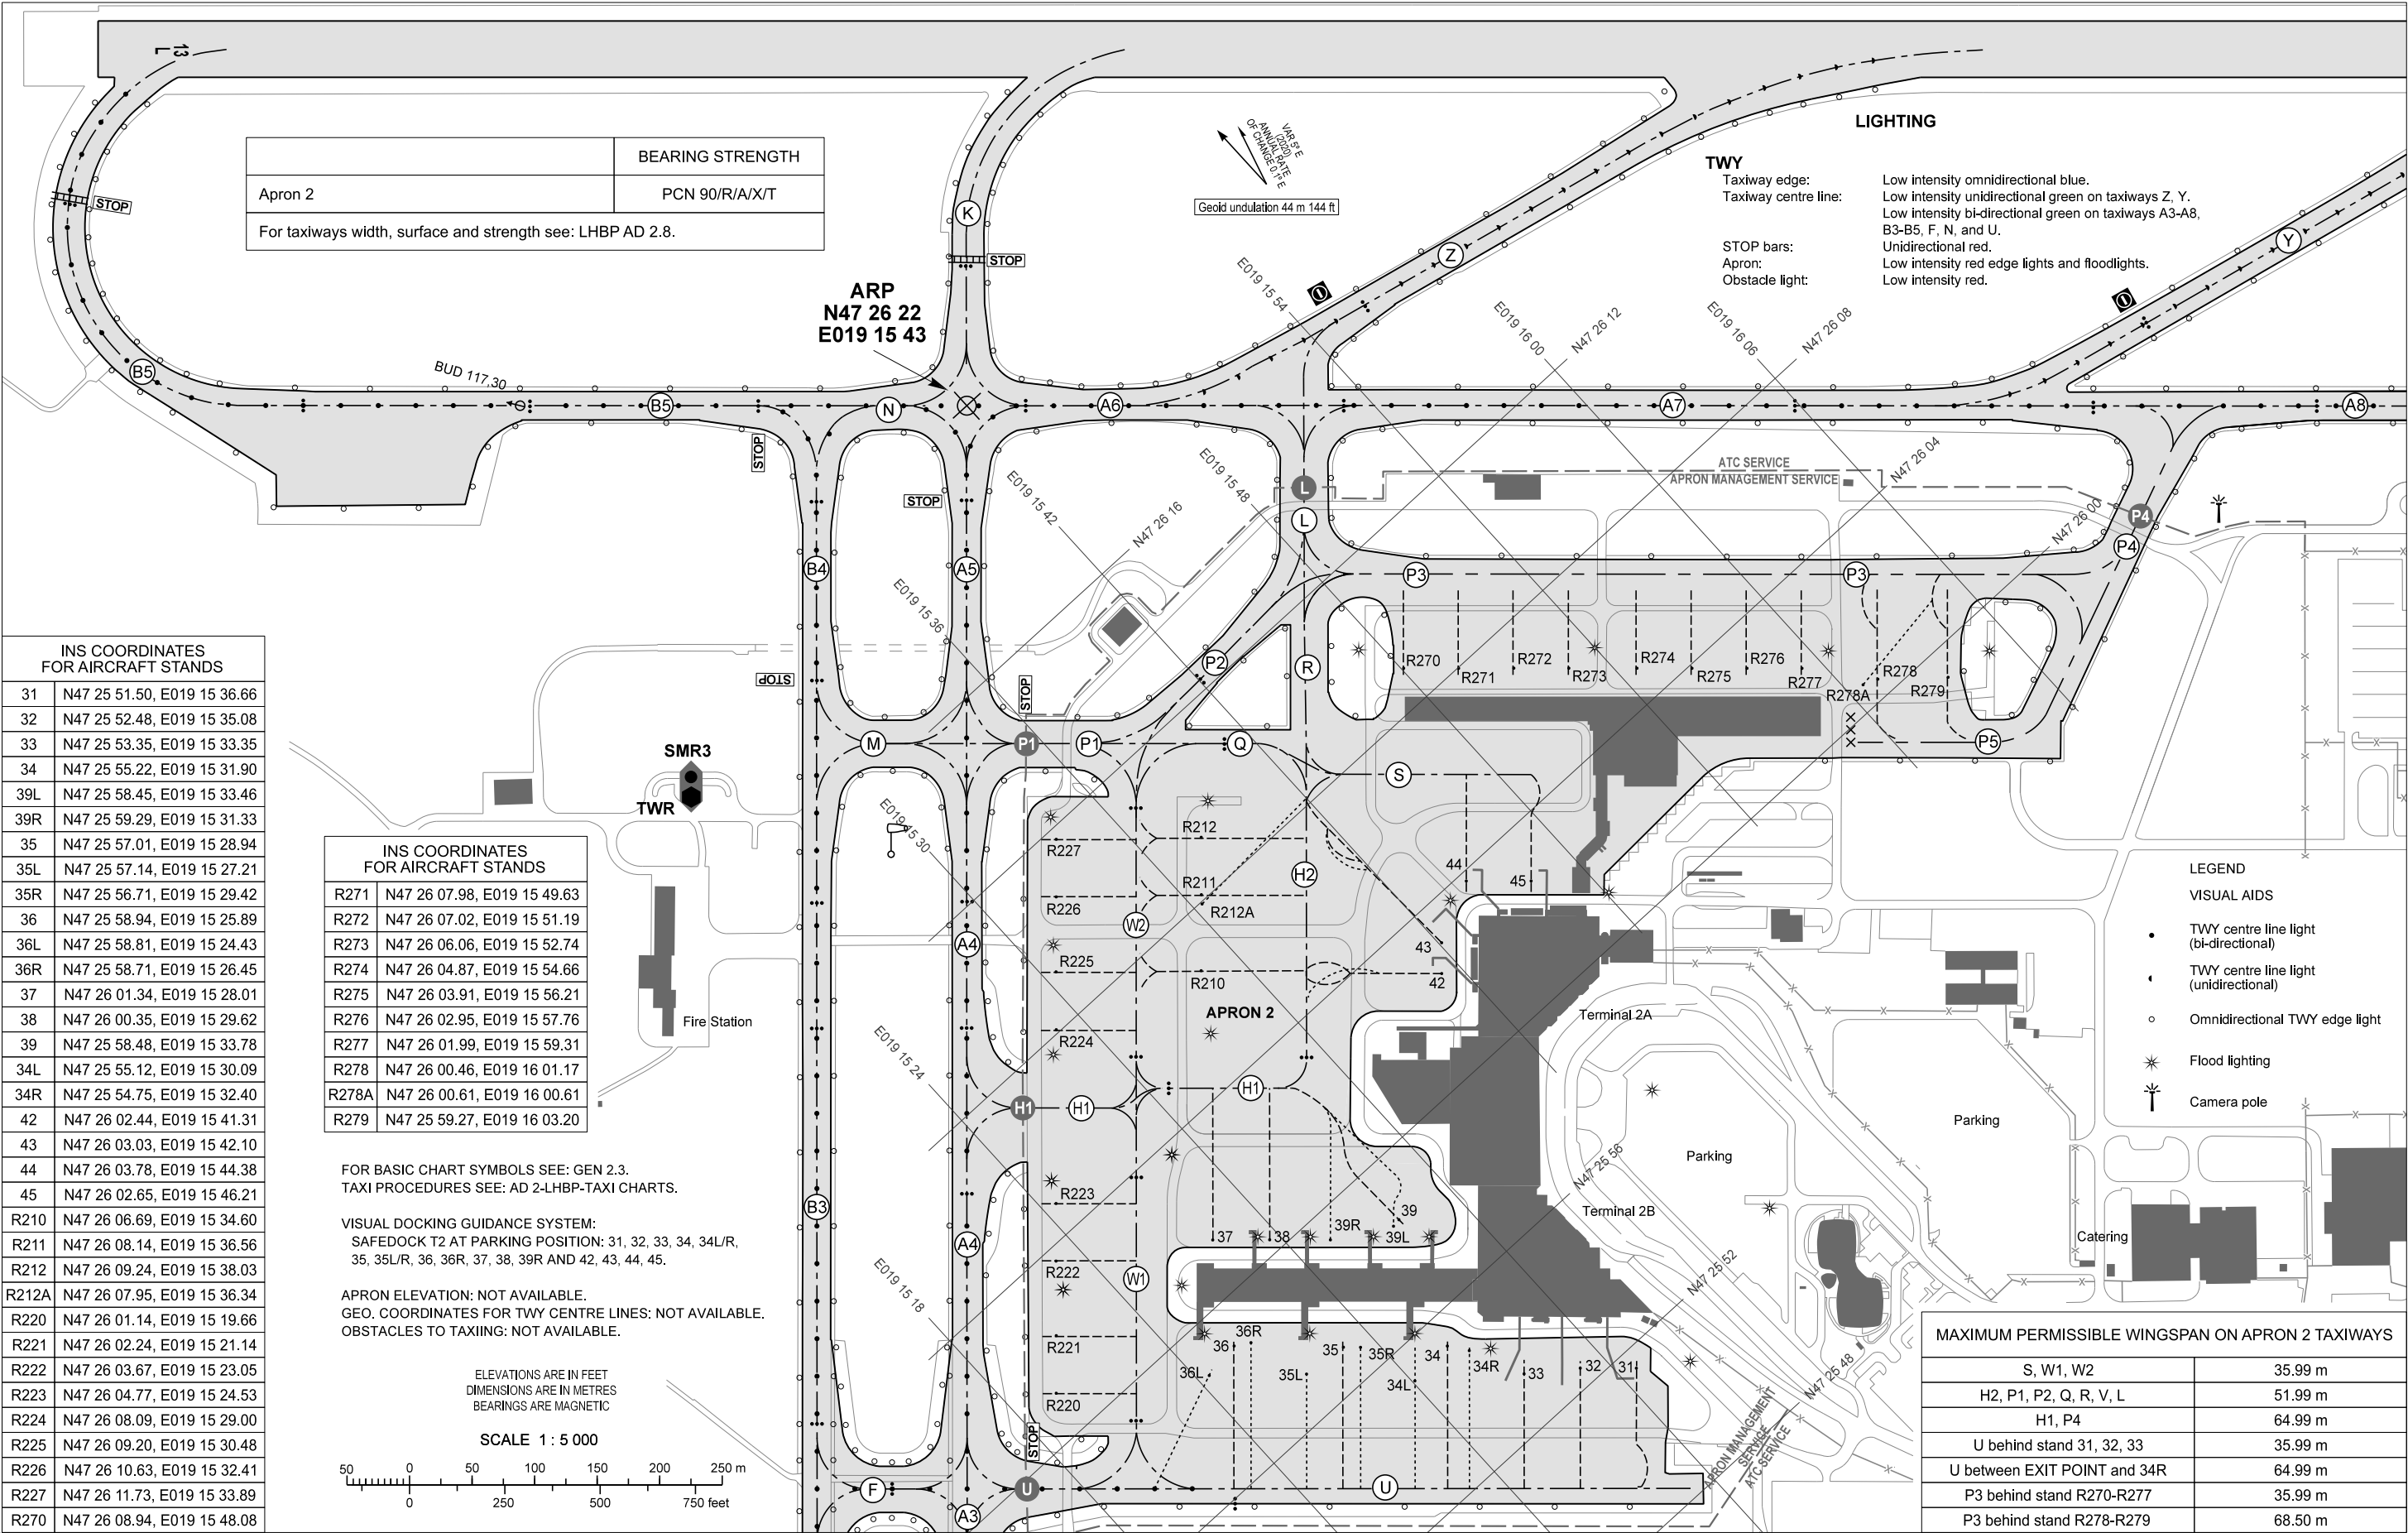 13
L
BEARING STRENGTH
Apron 2 PCN 90/R/A/X/T
For taxiways width, surface and strength see: LHBP AD 2.8.
VAR 5° E
(2020)
ANNUAL RATE
OF CHANGE 0.1° E
Geoid undulation 44 m 144 ft
LIGHTING
TWY
Taxiway edge: Low intensity omnidirectional blue.
Taxiway centre line: Low intensity unidirectional green on taxiways Z, Y.
Low intensity bi-directional green on taxiways A3-A8,
B3-B5, F, N, and U.
STOP bars: Unidirectional red.
Apron: Low intensity red edge lights and floodlights.
Obstacle light: Low intensity red.
STOP
K
STOP
Z
Y
ARP
N47 26 22
E019 15 43
E019 15 54
E019 16 00
N47 26 12
E019 16 06
N47 26 08
B5
BUD 117,30
B5
N
A6
A7
A8
STOP
STOP
E019 15 42
E019 15 48
N47 26 16
ATC SERVICE
APRON MANAGEMENT SERVICE
N47 26 04
N47 26 00
L
L
P4
P4
B4
A5
E019 15 36
P3
P3
P2
R
R270
R271
R272
R273
R274
R275
R276
R277
R278A
R278
R279
STOP
STOP
M
P1
P1
Q
S
P5
SMR3
TWR
E019 15 30
R227
R212
R226
R211
R212A
H2
44
45
W2
A4
43
R225
R210
42
APRON 2
R224
Fire Station
E019 15 24
H1
H1
H1
Terminal 2A
Parking
Parking
R223
B3
A4
37
38
39R
39L
39
N47 25 56
Terminal 2B
Catering
R222
W1
E019 15 18
N47 25 52
R221
R220
36L
36
36R
35L
35
35R
34L
34
34R
33
32
31
N47 25 48
STOP
F
U
U
A3
APRON MANAGEMENT
SERVICE
ATC SERVICE
INS COORDINATES
FOR AIRCRAFT STANDS
31 N47 25 51.50, E019 15 36.66
32 N47 25 52.48, E019 15 35.08
33 N47 25 53.35, E019 15 33.35
34 N47 25 55.22, E019 15 31.90
39L N47 25 58.45, E019 15 33.46
39R N47 25 59.29, E019 15 31.33
35 N47 25 57.01, E019 15 28.94
35L N47 25 57.14, E019 15 27.21
35R N47 25 56.71, E019 15 29.42
36 N47 25 58.94, E019 15 25.89
36L N47 25 58.81, E019 15 24.43
36R N47 25 58.71, E019 15 26.45
37 N47 26 01.34, E019 15 28.01
38 N47 26 00.35, E019 15 29.62
39 N47 25 58.48, E019 15 33.78
34L N47 25 55.12, E019 15 30.09
34R N47 25 54.75, E019 15 32.40
42 N47 26 02.44, E019 15 41.31
43 N47 26 03.03, E019 15 42.10
44 N47 26 03.78, E019 15 44.38
45 N47 26 02.65, E019 15 46.21
R210 N47 26 06.69, E019 15 34.60
R211 N47 26 08.14, E019 15 36.56
R212 N47 26 09.24, E019 15 38.03
R212A N47 26 07.95, E019 15 36.34
R220 N47 26 01.14, E019 15 19.66
R221 N47 26 02.24, E019 15 21.14
R222 N47 26 03.67, E019 15 23.05
R223 N47 26 04.77, E019 15 24.53
R224 N47 26 08.09, E019 15 29.00
R225 N47 26 09.20, E019 15 30.48
R226 N47 26 10.63, E019 15 32.41
R227 N47 26 11.73, E019 15 33.89
R270 N47 26 08.94, E019 15 48.08
INS COORDINATES
FOR AIRCRAFT STANDS
R271 N47 26 07.98, E019 15 49.63
R272 N47 26 07.02, E019 15 51.19
R273 N47 26 06.06, E019 15 52.74
R274 N47 26 04.87, E019 15 54.66
R275 N47 26 03.91, E019 15 56.21
R276 N47 26 02.95, E019 15 57.76
R277 N47 26 01.99, E019 15 59.31
R278 N47 26 00.46, E019 16 01.17
R278A N47 26 00.61, E019 16 00.61
R279 N47 25 59.27, E019 16 03.20
FOR BASIC CHART SYMBOLS SEE: GEN 2.3.
TAXI PROCEDURES SEE: AD 2-LHBP-TAXI CHARTS.
VISUAL DOCKING GUIDANCE SYSTEM:
SAFEDOCK T2 AT PARKING POSITION: 31, 32, 33, 34, 34L/R,
35, 35L/R, 36, 36R, 37, 38, 39R AND 42, 43, 44, 45.
APRON ELEVATION: NOT AVAILABLE.
GEO. COORDINATES FOR TWY CENTRE LINES: NOT AVAILABLE.
OBSTACLES TO TAXIING: NOT AVAILABLE.
ELEVATIONS ARE IN FEET
DIMENSIONS ARE IN METRES
BEARINGS ARE MAGNETIC
SCALE 1 : 5 000
50 0 50 100 150 200 250 m
0 250 500 750 feet
LEGEND
VISUAL AIDS
TWY centre line light
(bi-directional)
TWY centre line light
(unidirectional)
Omnidirectional TWY edge light
Flood lighting
Camera pole
MAXIMUM PERMISSIBLE WINGSPAN ON APRON 2 TAXIWAYS
S, W1, W2 35.99 m
H2, P1, P2, Q, R, V, L 51.99 m
H1, P4 64.99 m
U behind stand 31, 32, 33 35.99 m
U between EXIT POINT and 34R 64.99 m
P3 behind stand R270-R277 35.99 m
P3 behind stand R278-R279 68.50 m